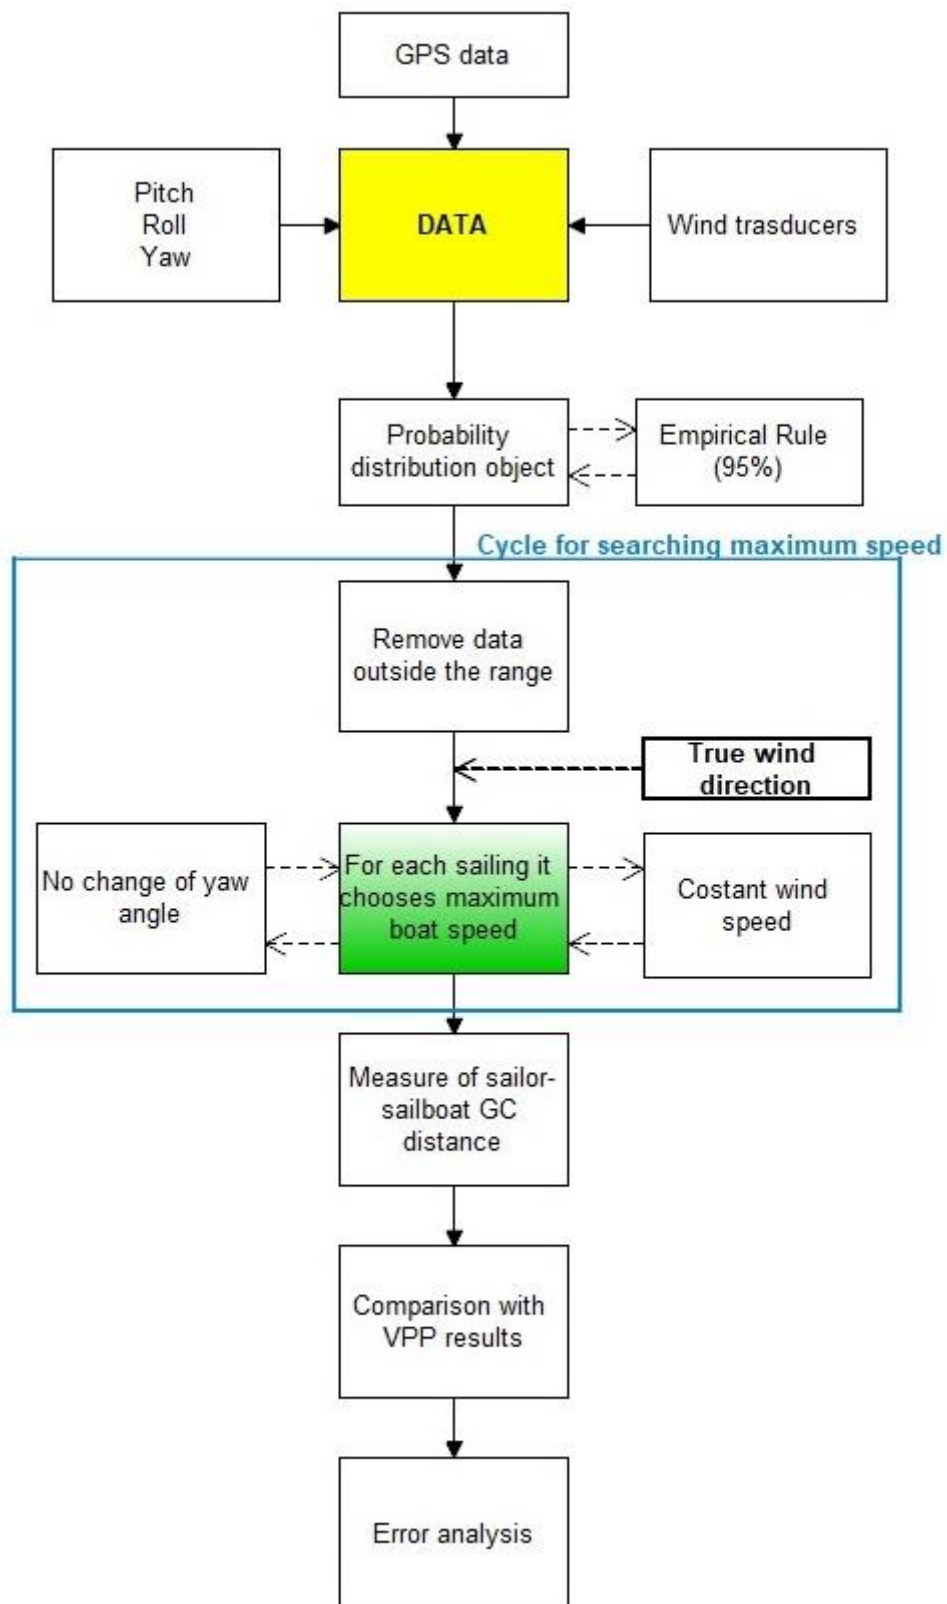 GPS data
Pitch
Roll
Yaw
DATA
Wind trasducers
Probability
distribution object
Empirical Rule
(95%)
Cycle for searching maximum speed
Remove data
outside the range
True wind
direction
No change of yaw
angle
For each sailing it
chooses maximum
boat speed
Costant wind
speed
Measure of sailor-
sailboat GC
distance
Comparison with
VPP results
Error analysis